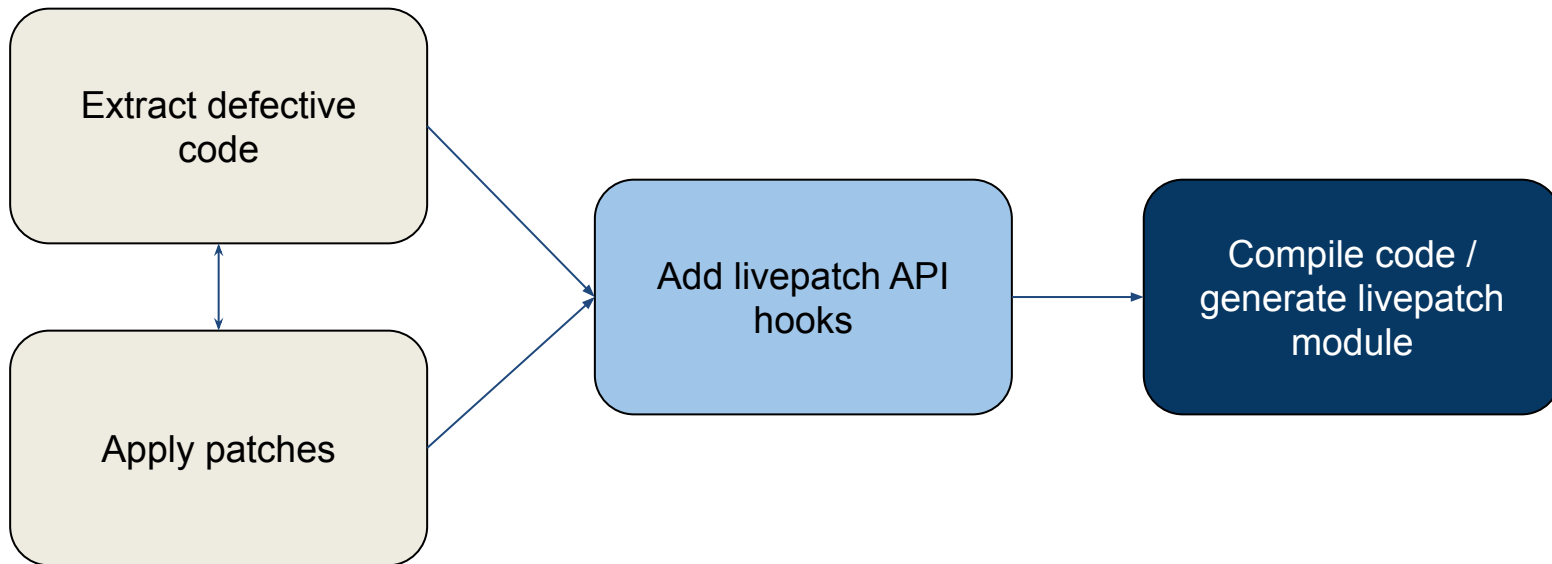 Extract defective
code
Apply patches
Add livepatch API
hooks
Compile code /
generate livepatch
module